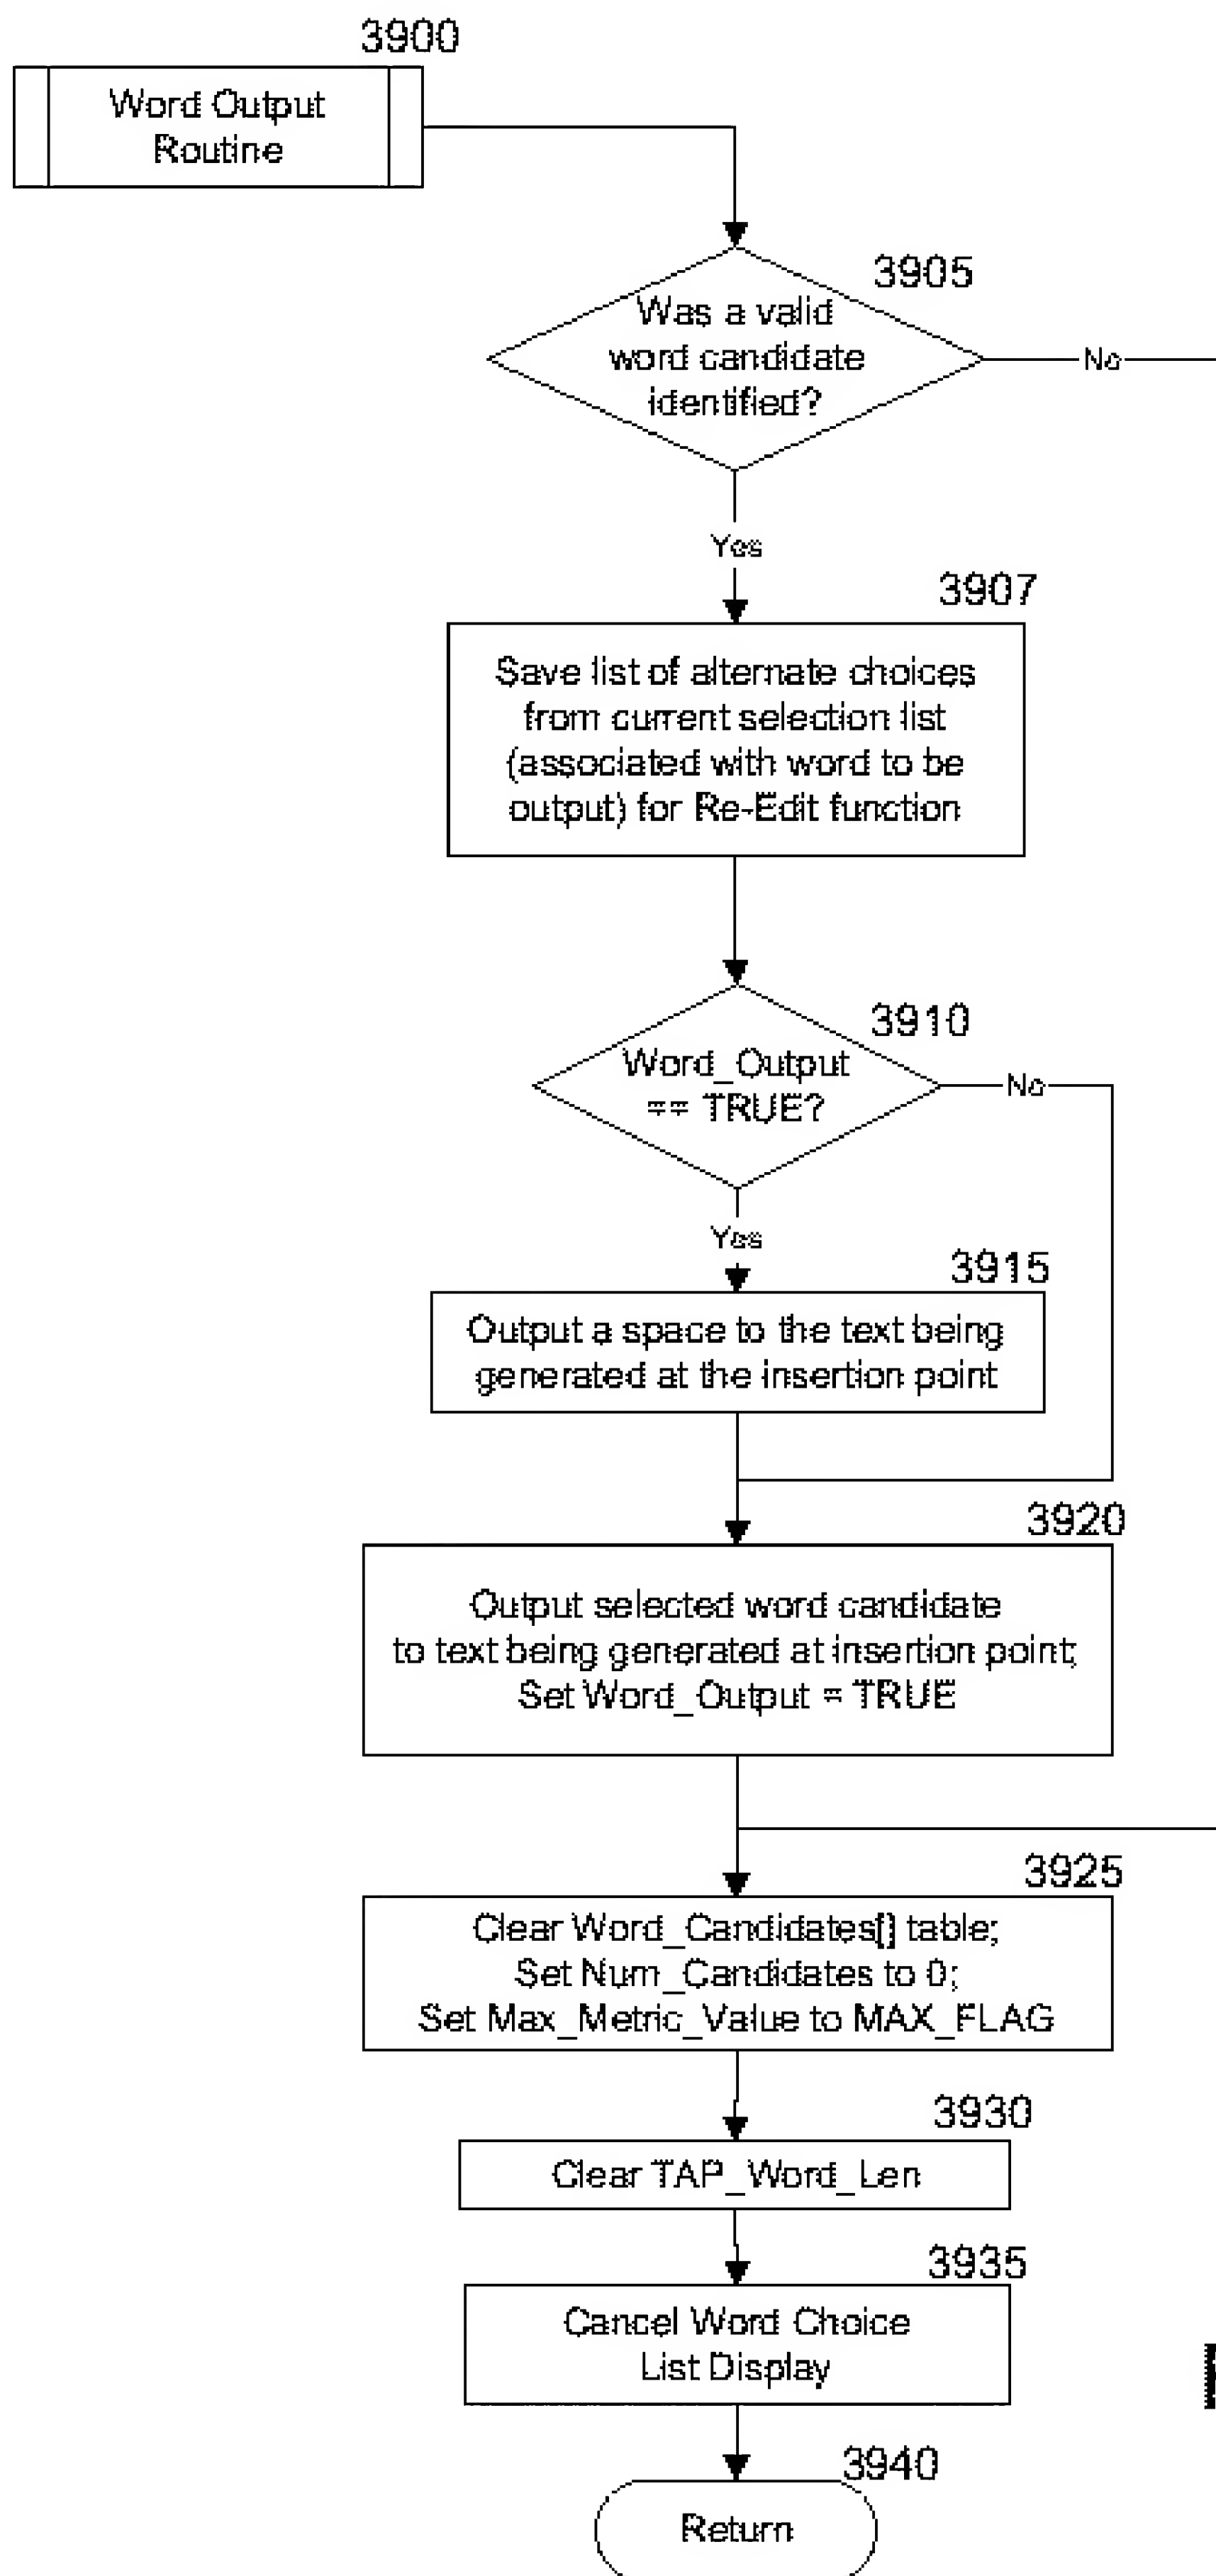 3900
Word Output
Routine
3905
Was a valid
word candidate
identified?
No
Yes
3907
Save list of alternate choices
from current selection list
(associated with word to be
output) for Re-Edit function
3910
Word_Output
== TRUE?
No
Yes
3915
Output a space to the text being
generated at the insertion point
3920
Output selected word candidate
to text being generated at insertion point;
Set Word_Output = TRUE
3925
Clear Word_Candidates[] table;
Set Num_Candidates to 0;
Set Max_Metric_Value to MAX_FLAG
3930
Clear TAP_Word_Len
3935
Cancel Word Choice
List Display
3940
Return